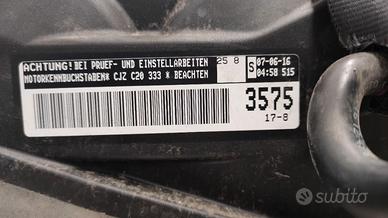 ACHTUNG! BEI PRUEF- UND EINSTELLARBEITEN
MOTORKENNBUCHSTABEN* CJZ C20 333 * BEACHTEN
25 8
S 07-06-16
04:58 515
3575
17-8
subito